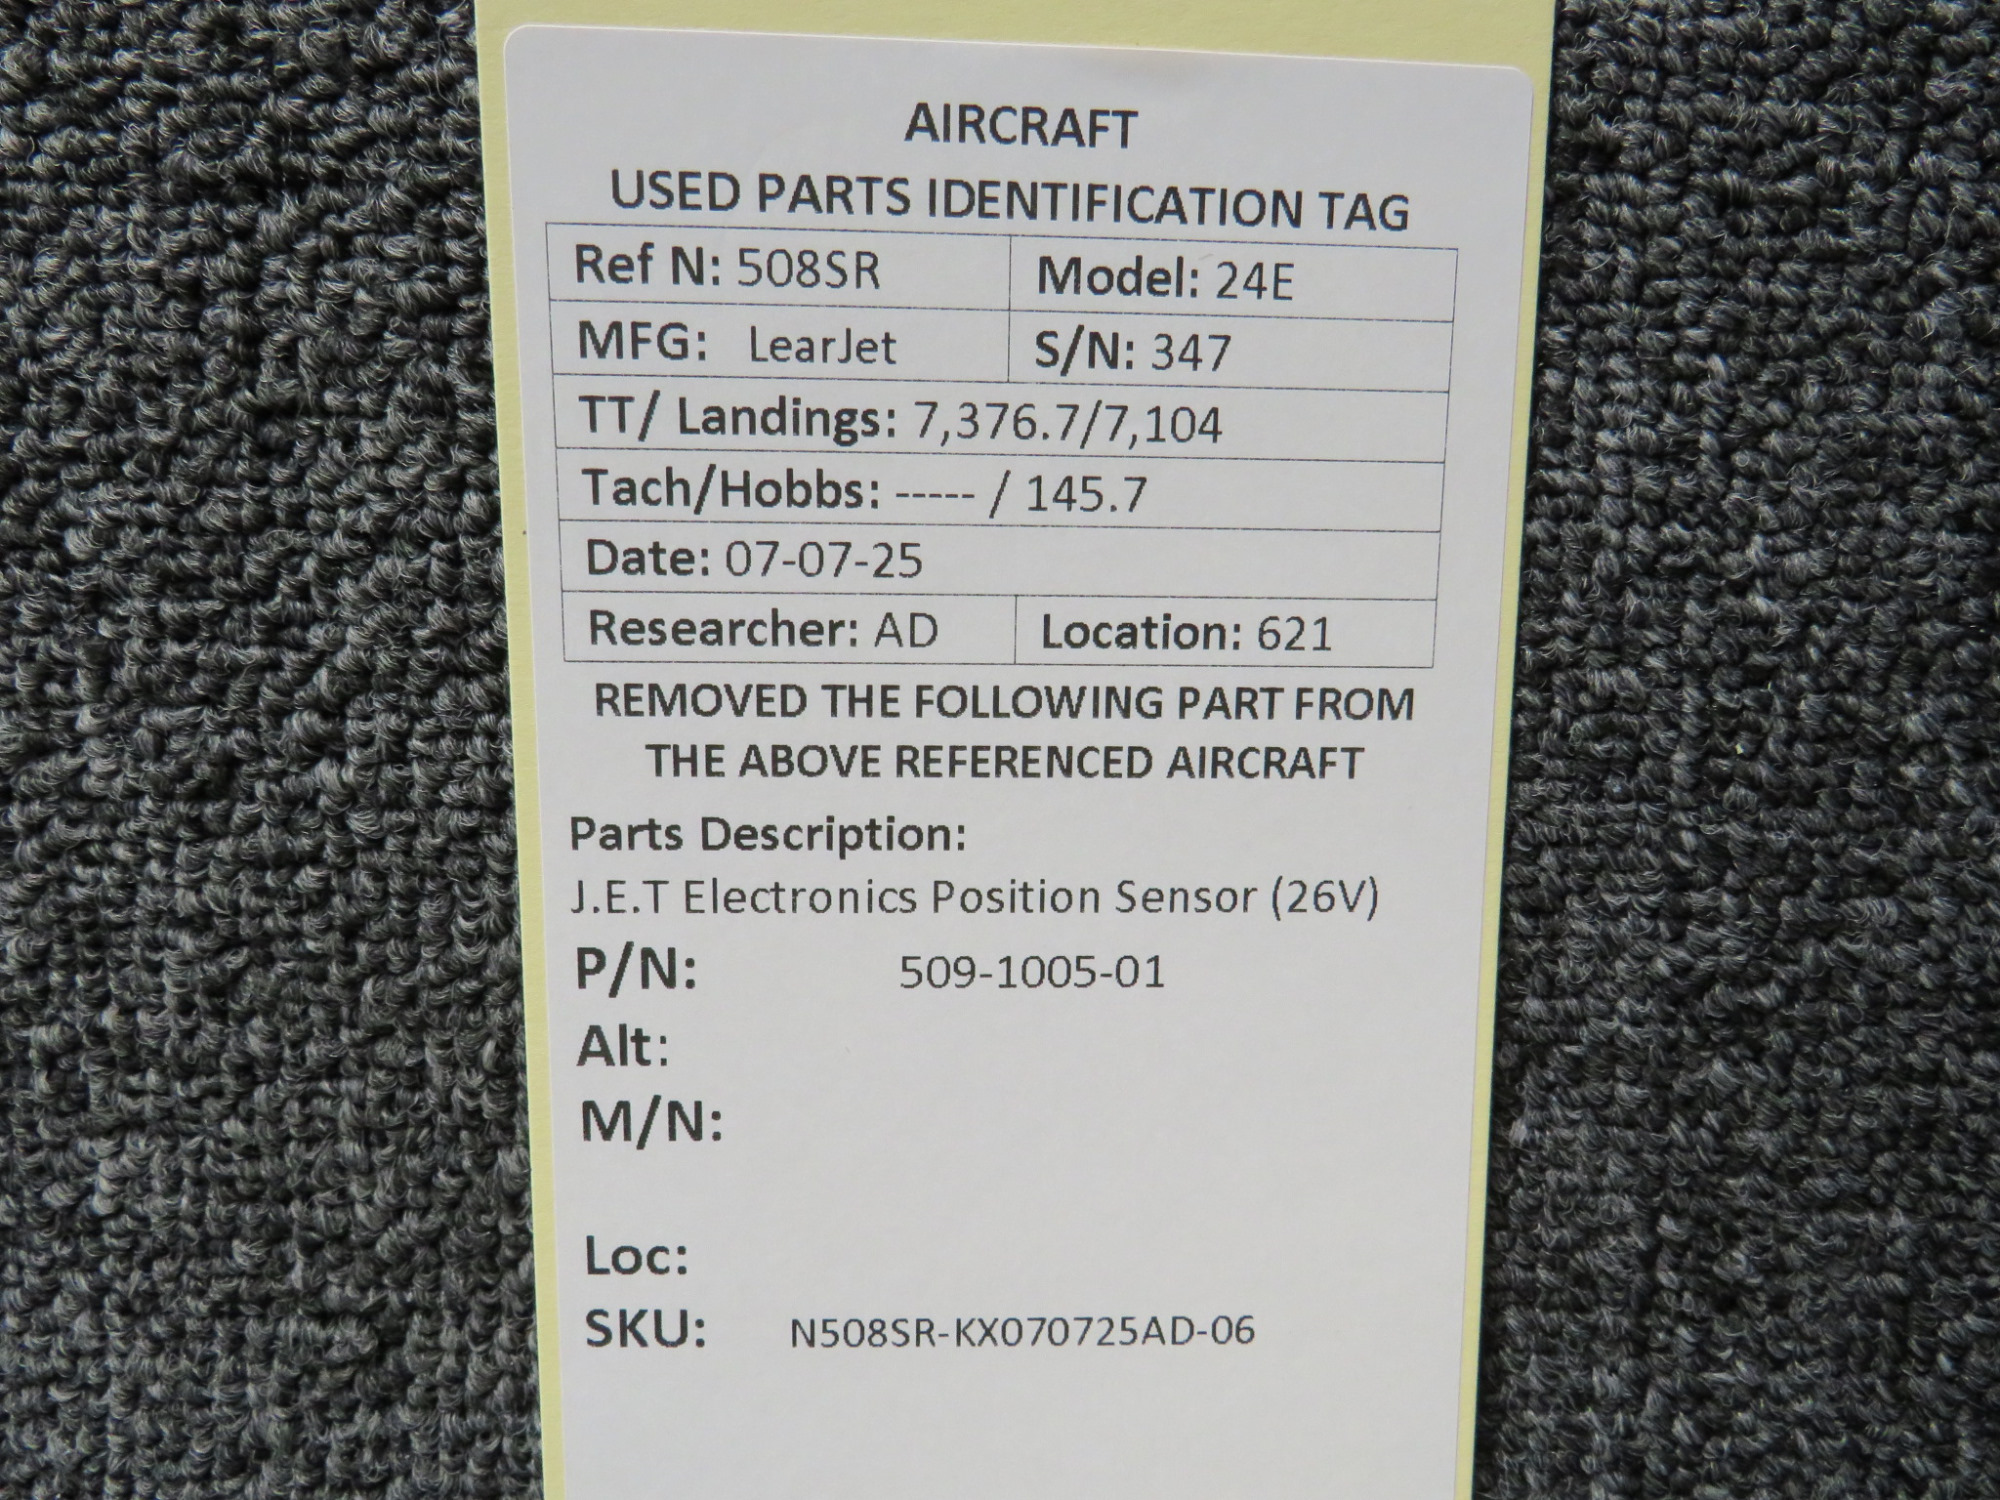 AIRCRAFT
USED PARTS IDENTIFICATION TAG
Ref N: 508SR Model: 24E
MFG: LearJet S/N: 347
TT/ Landings: 7,376.7/7,104
Tach/Hobbs: ----- / 145.7
Date: 07-07-25
Researcher: AD Location: 621
REMOVED THE FOLLOWING PART FROM
THE ABOVE REFERENCED AIRCRAFT
Parts Description:
J.E.T Electronics Position Sensor (26V)
P/N: 509-1005-01
Alt:
M/N:
Loc:
SKU: N508SR-KX070725AD-06